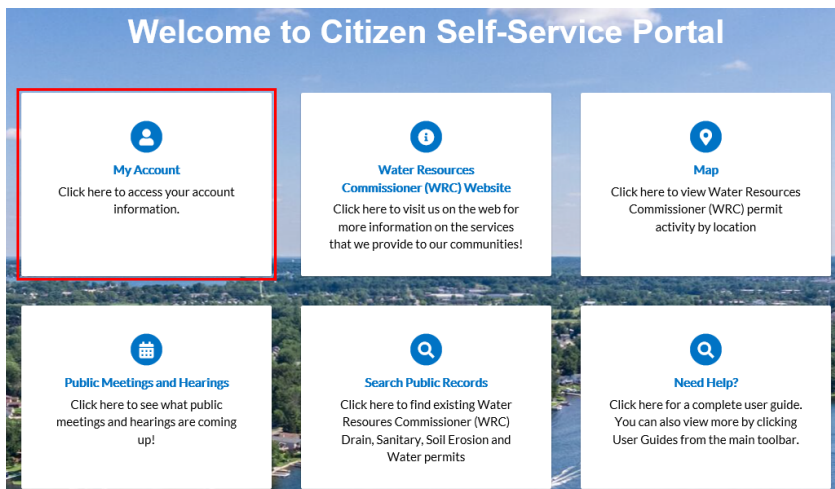 Welcome to Citizen Self-Service Portal
My Account
Click here to access your account
information.
Water Resources
Commissioner (WRC) Website
Click here to visit us on the web for
more information on the services
that we provide to our communities!
Map
Click here to view Water Resources
Commissioner (WRC) permit
activity by location
Public Meetings and Hearings
Click here to see what public
meetings and hearings are coming
up!
Search Public Records
Click here to find existing Water
Resoures Commissioner (WRC)
Drain, Sanitary, Soil Erosion and
Water permits
Need Help?
Click here for a complete user guide.
You can also view more by clicking
User Guides from the main toolbar.